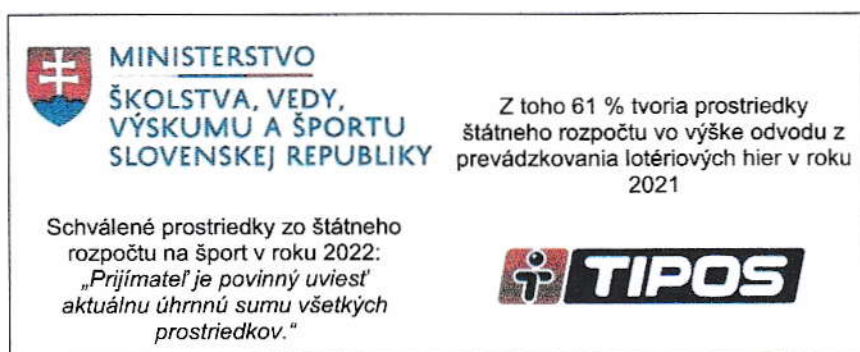 MINISTERSTVO
ŠKOLSTVA, VEDY,
VÝSKUMU A ŠPORTU
SLOVENSKEJ REPUBLIKY
Schválené prostriedky zo štátneho
rozpočtu na šport v roku 2022:
„Prijímateľ je povinný uviesť
aktuálnu úhrnnú sumu všetkých
prostriedkov.“
Z toho 61 % tvoria prostriedky
štátneho rozpočtu vo výške odvodu z
prevádzkovania lotériových hier v roku
2021
TIPOS